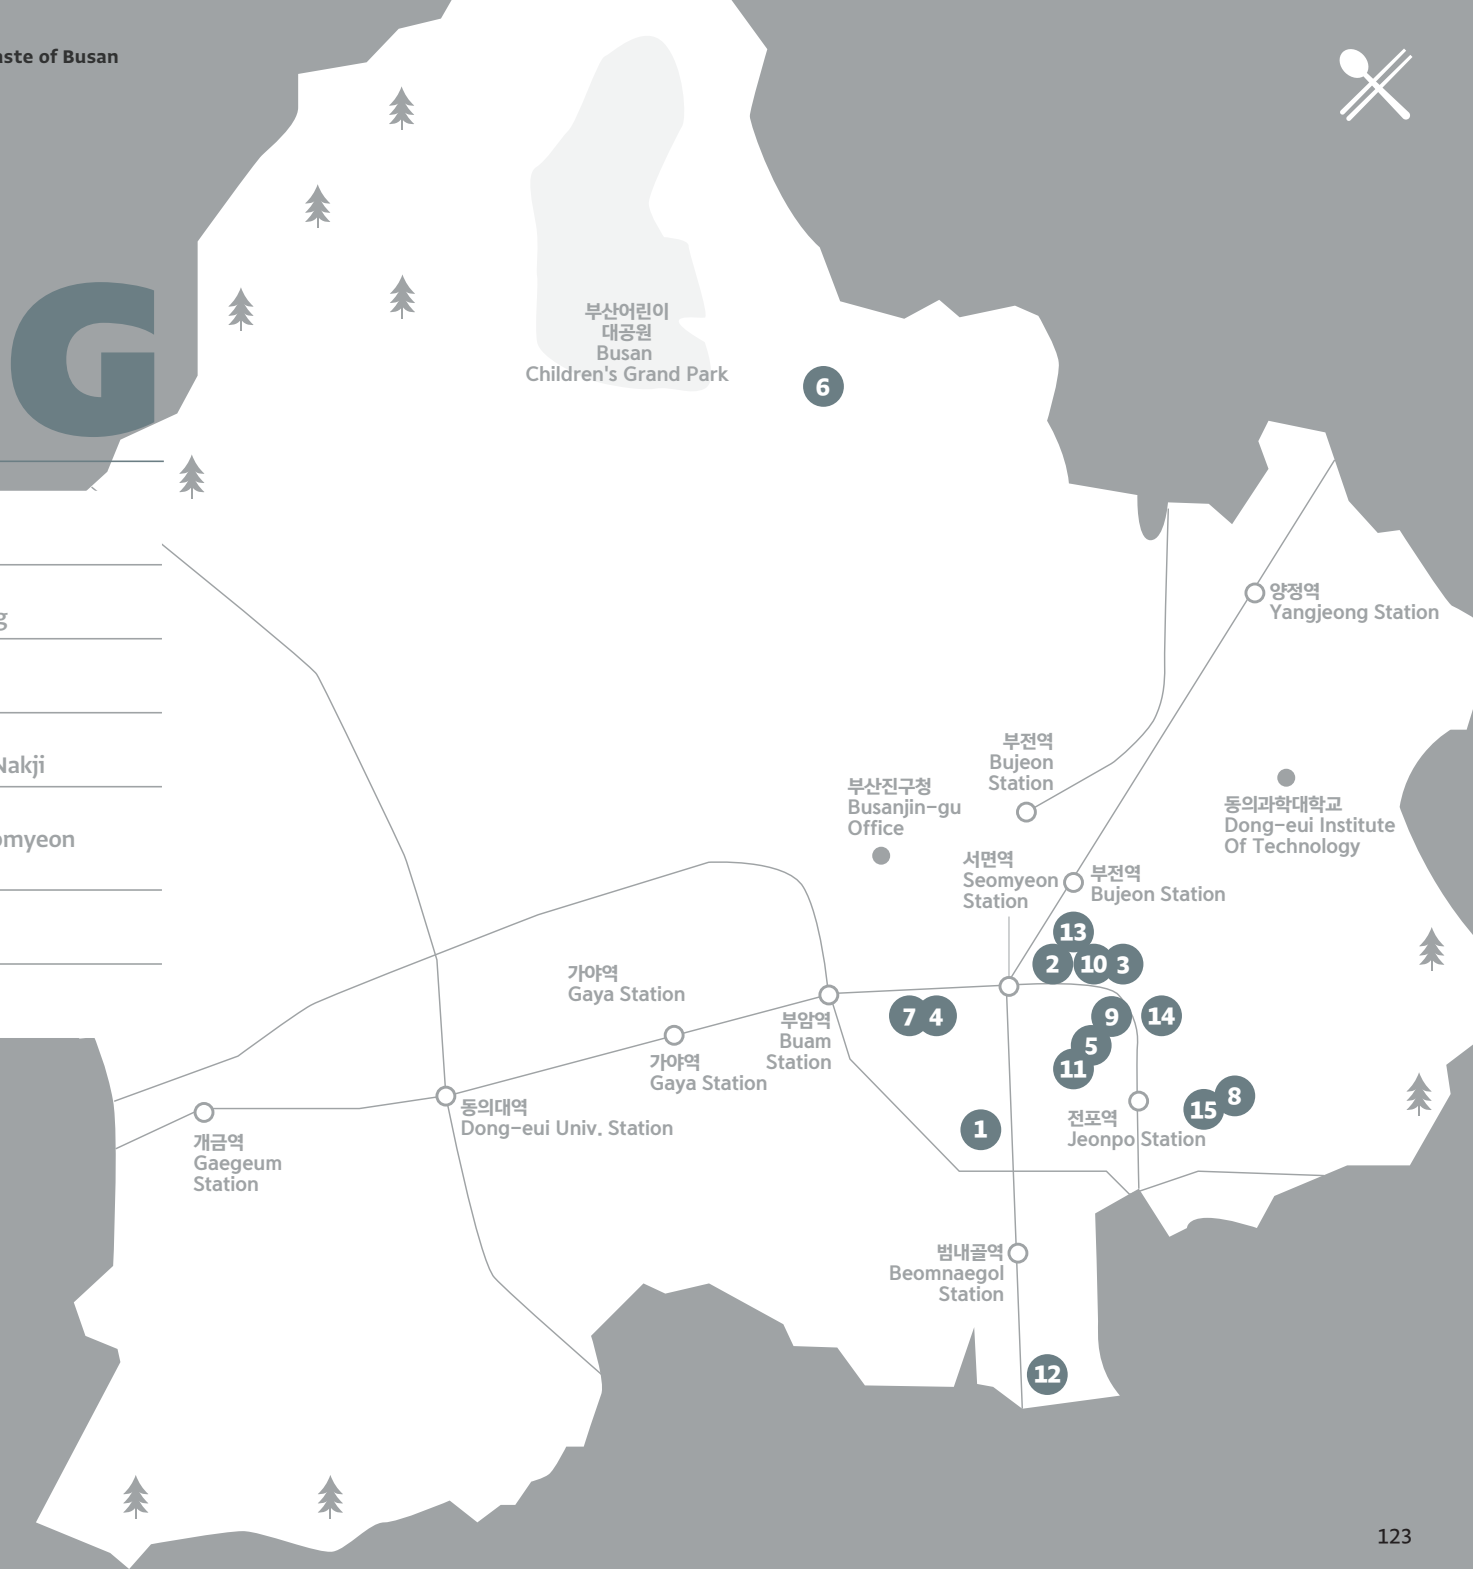 aste of Busan
G
g
Nakji
omyeon
부산어린이
대공원
Busan
Children's Grand Park
6
양정역
Yangjeong Station
부전역
Bujeon
Station
부산진구청
Busanjin-gu
Office
동의과학대학교
Dong-eui Institute
Of Technology
서면역
Seomyeon
Station
부전역
Bujeon Station
13
2
10
3
가야역
Gaya Station
7
4
9
14
부암역
Buam
Station
5
11
가야역
Gaya Station
8
15
동의대역
Dong-eui Univ. Station
1
전포역
Jeonpo Station
개금역
Gaegeum
Station
범내골역
Beomnaegol
Station
12
123